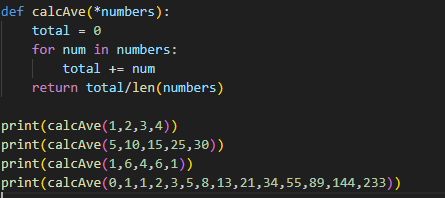 def calcAve(*numbers):
    total = 0
    for num in numbers:
        total += num
    return total/len(numbers)

print(calcAve(1,2,3,4))
print(calcAve(5,10,15,25,30))
print(calcAve(1,6,4,6,1))
print(calcAve(0,1,1,2,3,5,8,13,21,34,55,89,144,233))